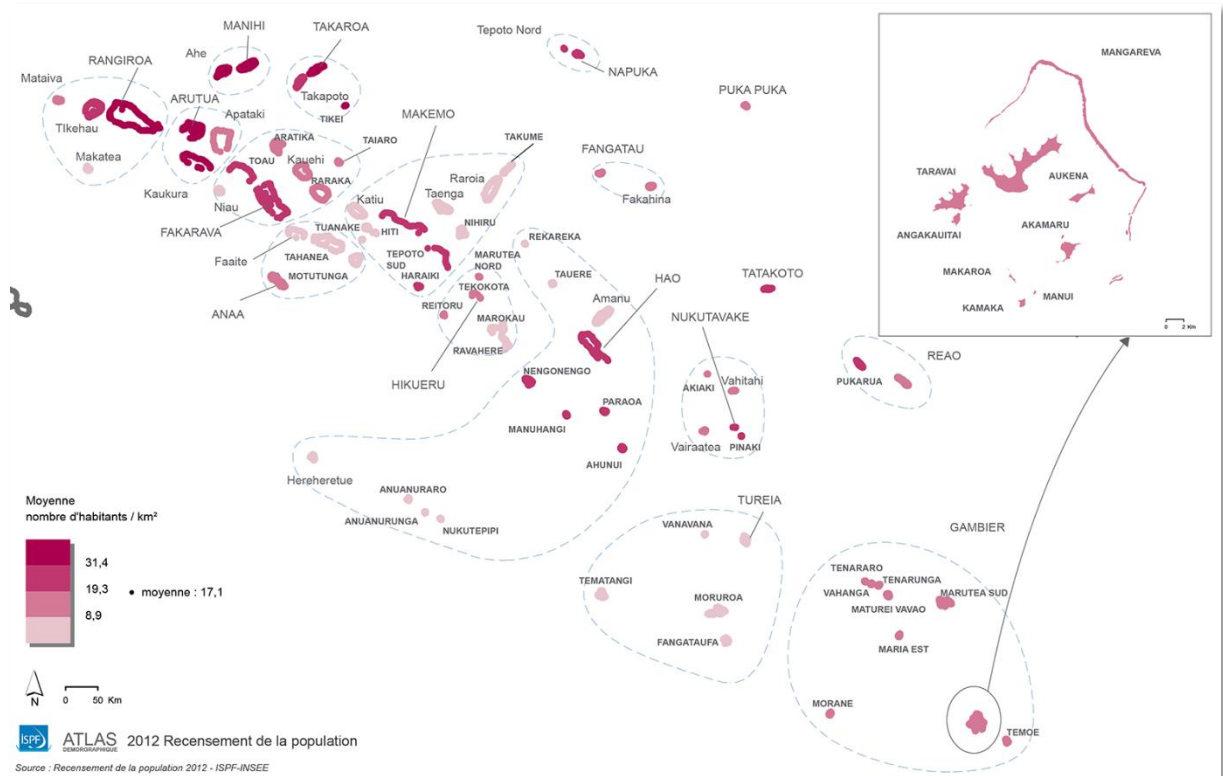 MANIHI
TAKAROA
Tepoto Nord
NAPUKA
Ahe
RANGIROA
Mataiva
ARUTUA
Takapoto
TIKEI
MAKEMO
PUKA PUKA
TIkehau
Apataki
TAKUME
ARATIKA
TAIARO
FANGATAU
Makatea
TOAU
Kauehi
Raroia
RARAKA
Taenga
Fakahina
Kaukura
Niau
Katiu
FAKARAVA
TUANAKE
HITI
NIHIRU
REKAREKA
Faaite
TAHANEA
TEPOTO
SUD
MARUTEA
NORD
MOTUTUNGA
HARAIKI
TAUERE
HAO
TATAKOTO
TEKOKOTA
Amanu
ANAA
REITORU
MAROKAU
NUKUTAVAKE
RAVAHERE
REAO
HIKUERU
NENGONENGO
AKIAKI
Vahitahi
PUKARUA
PARAOA
MANUHANGI
Vairaatea
PINAKI
AHUNUI
Hereheretue
ANUANURARO
ANUANURUNGA
NUKUTEPIPI
TUREIA
VANAVANA
GAMBIER
TEMATANGI
TENARARO
TENARUNGA
VAHANGA
MARUTEA SUD
MATUREI VAVAO
MORUROA
FANGATAUFA
MARIA EST
MORANE
TEMOE
MANGAREVA
TARAVAI
AUKENA
ANGAKAUITAI
AKAMARU
MAKAROA
KAMAKA
MANUI
0 2 Km
Moyenne
nombre d'habitants / km²
31,4
19,3
• moyenne : 17,1
8,9
N
0 50 Km
ISPF ATLAS DEMORGRAPHIQUE 2012 Recensement de la population
Source : Recensement de la population 2012 - ISPF-INSEE